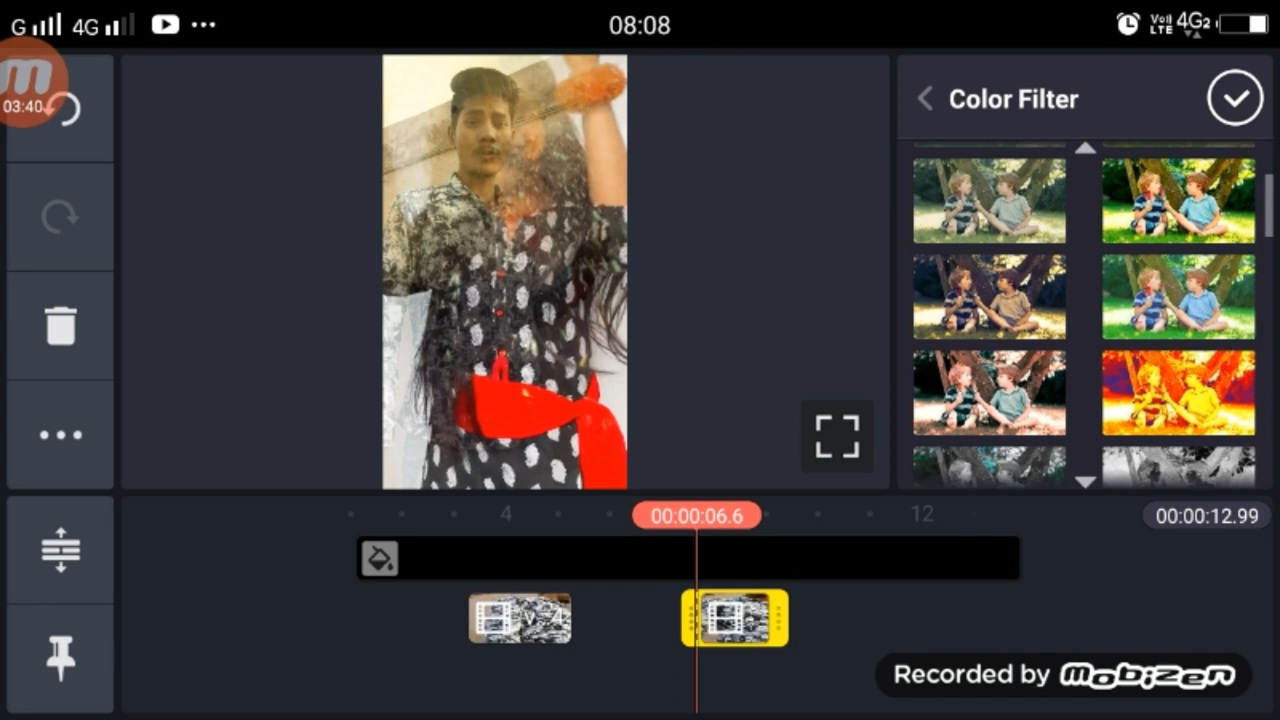 G 4G 08:08 VoII LTE 4G2
m
03:40
Color Filter
4 00:00:06.6 12 00:00:12.99
Recorded by mobizen